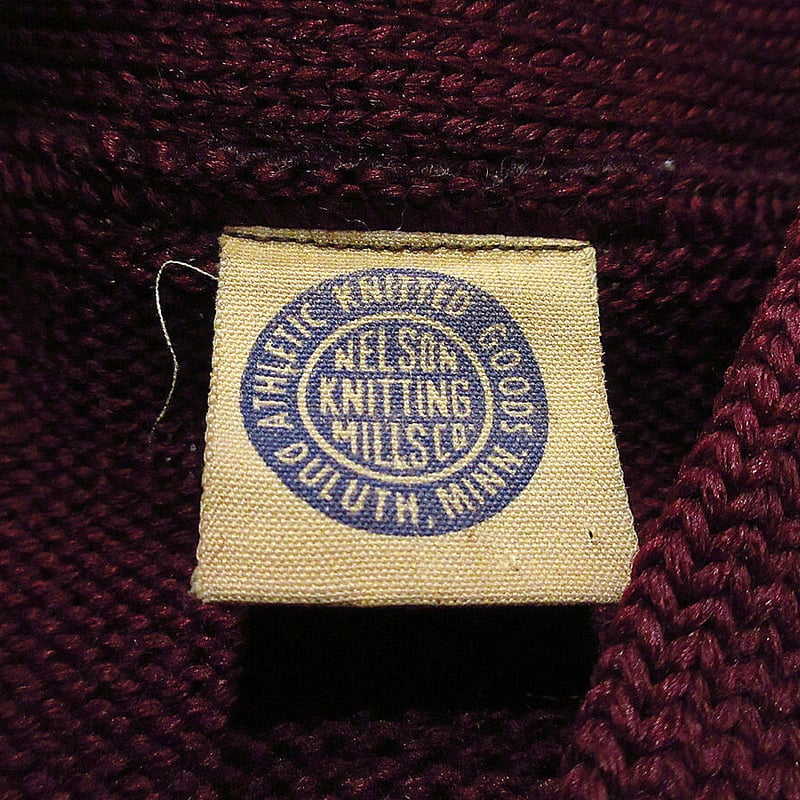 ATHLETIC KNITTED GOODS
NELSON
KNITTING
MILLS CO.
DULUTH, MINN.